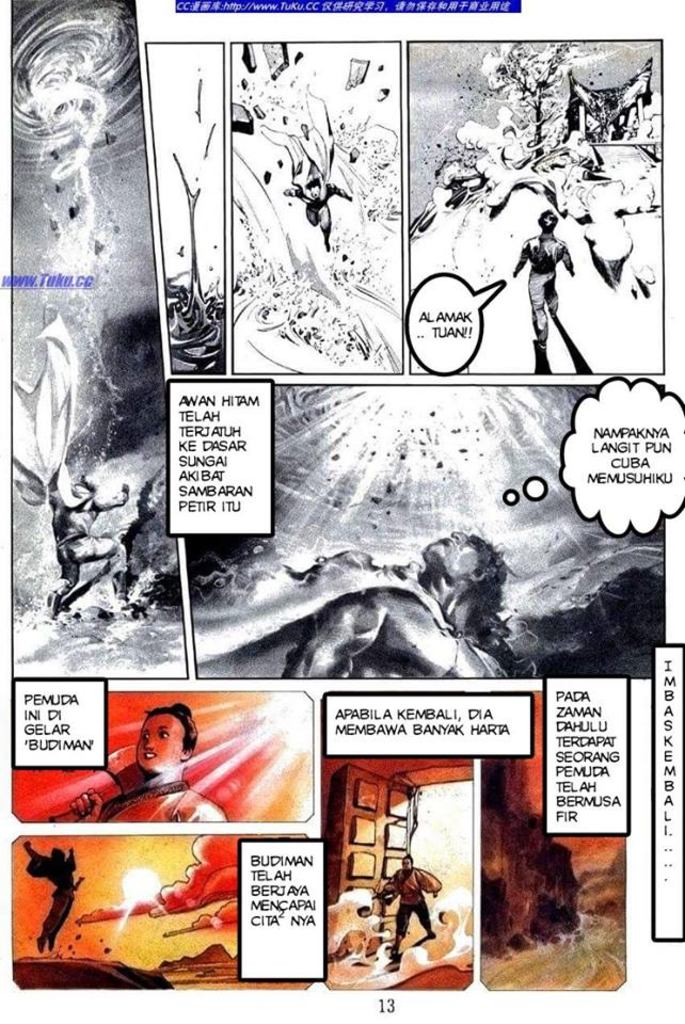 CC漫画库:http://www.TuKu.CC 仅供研究学习，请勿保存和用于商业用途
www.Tuku.cc
ALAMAK
.. TUAN!!
NAMPAKNYA
LANGIT PUN
CUBA
MEMUSUHIKU
AWAN HITAM
TELAH
TERJATUH
KE DASAR
SUNGAI
AKIBAT
SAMBARAN
PETIR ITU
IMBAS KEMBALI.....
PADA
ZAMAN
DAHULU
TERDAPAT
SEORANG
PEMUDA
TELAH
BERMUSA
FIR
APABILA KEMBALI, DIA
MEMBAWA BANYAK HARTA
PEMUDA
INI DI
GELAR
'BUDIMAN'
BUDIMAN
TELAH
BERJAYA
MENCAPAI
CITA² NYA
13